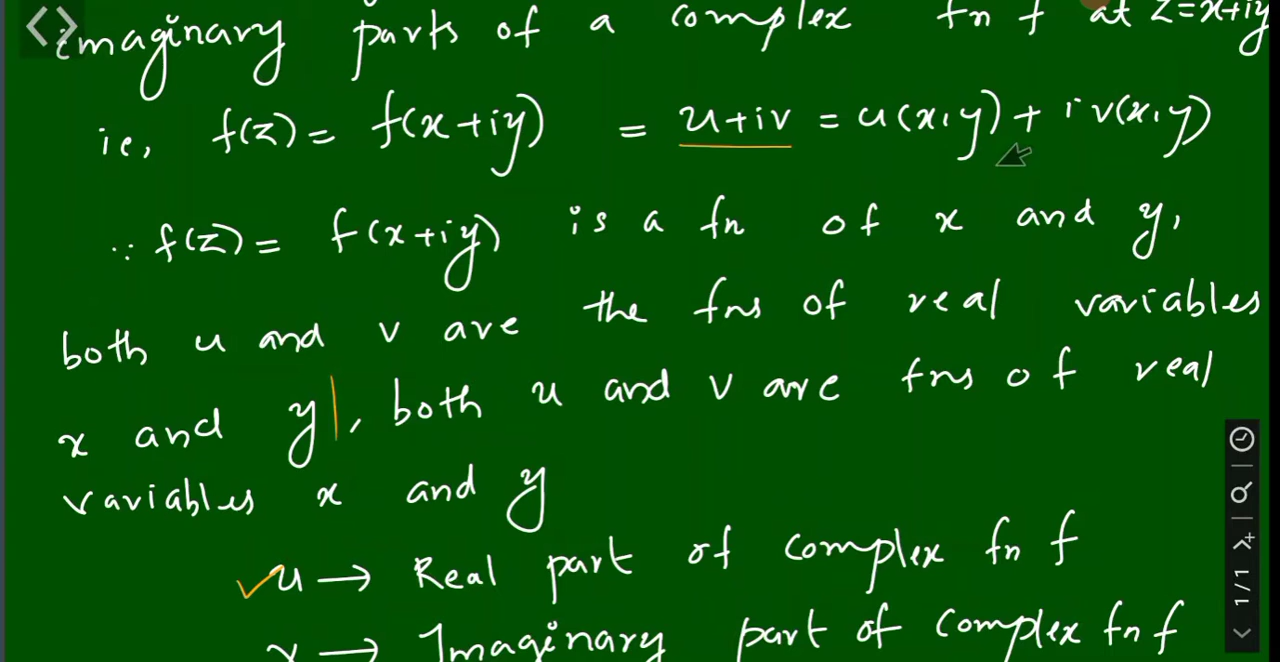 imaginary parts of a complex fn f at z=x+iy
ie, f(z) = f(x+iy) = u+iv = u(x,y) + iv(x,y)
∵ f(z) = f(x+iy) is a fn of x and y,
both u and v are the fns of real variables
x and y, both u and v are fns of real
variables x and y
u → Real part of complex fn f
v → Imaginary part of complex fn f
1/1